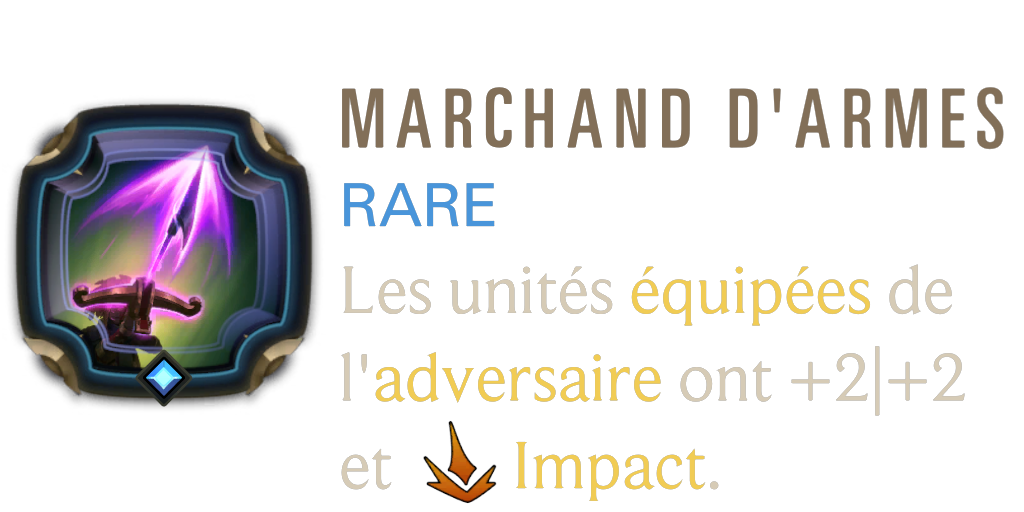 MARCHAND D'ARMES
RARE
Les unités équipées de
l'adversaire ont +2|+2
et Impact.